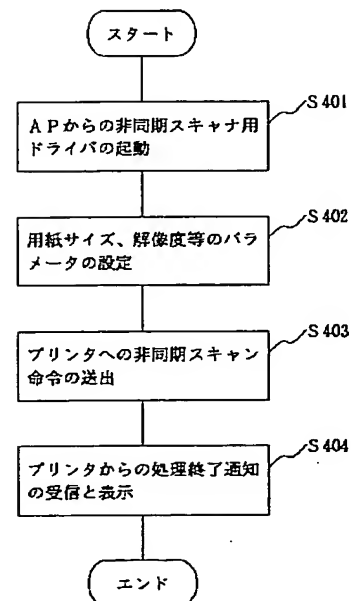 スタート
S401
APからの非同期スキャナ用
ドライバの起動
S402
用紙サイズ、解像度等のパラ
メータの設定
S403
プリンタへの非同期スキャン
命令の送出
S404
プリンタからの処理終了通知
の受信と表示
エンド